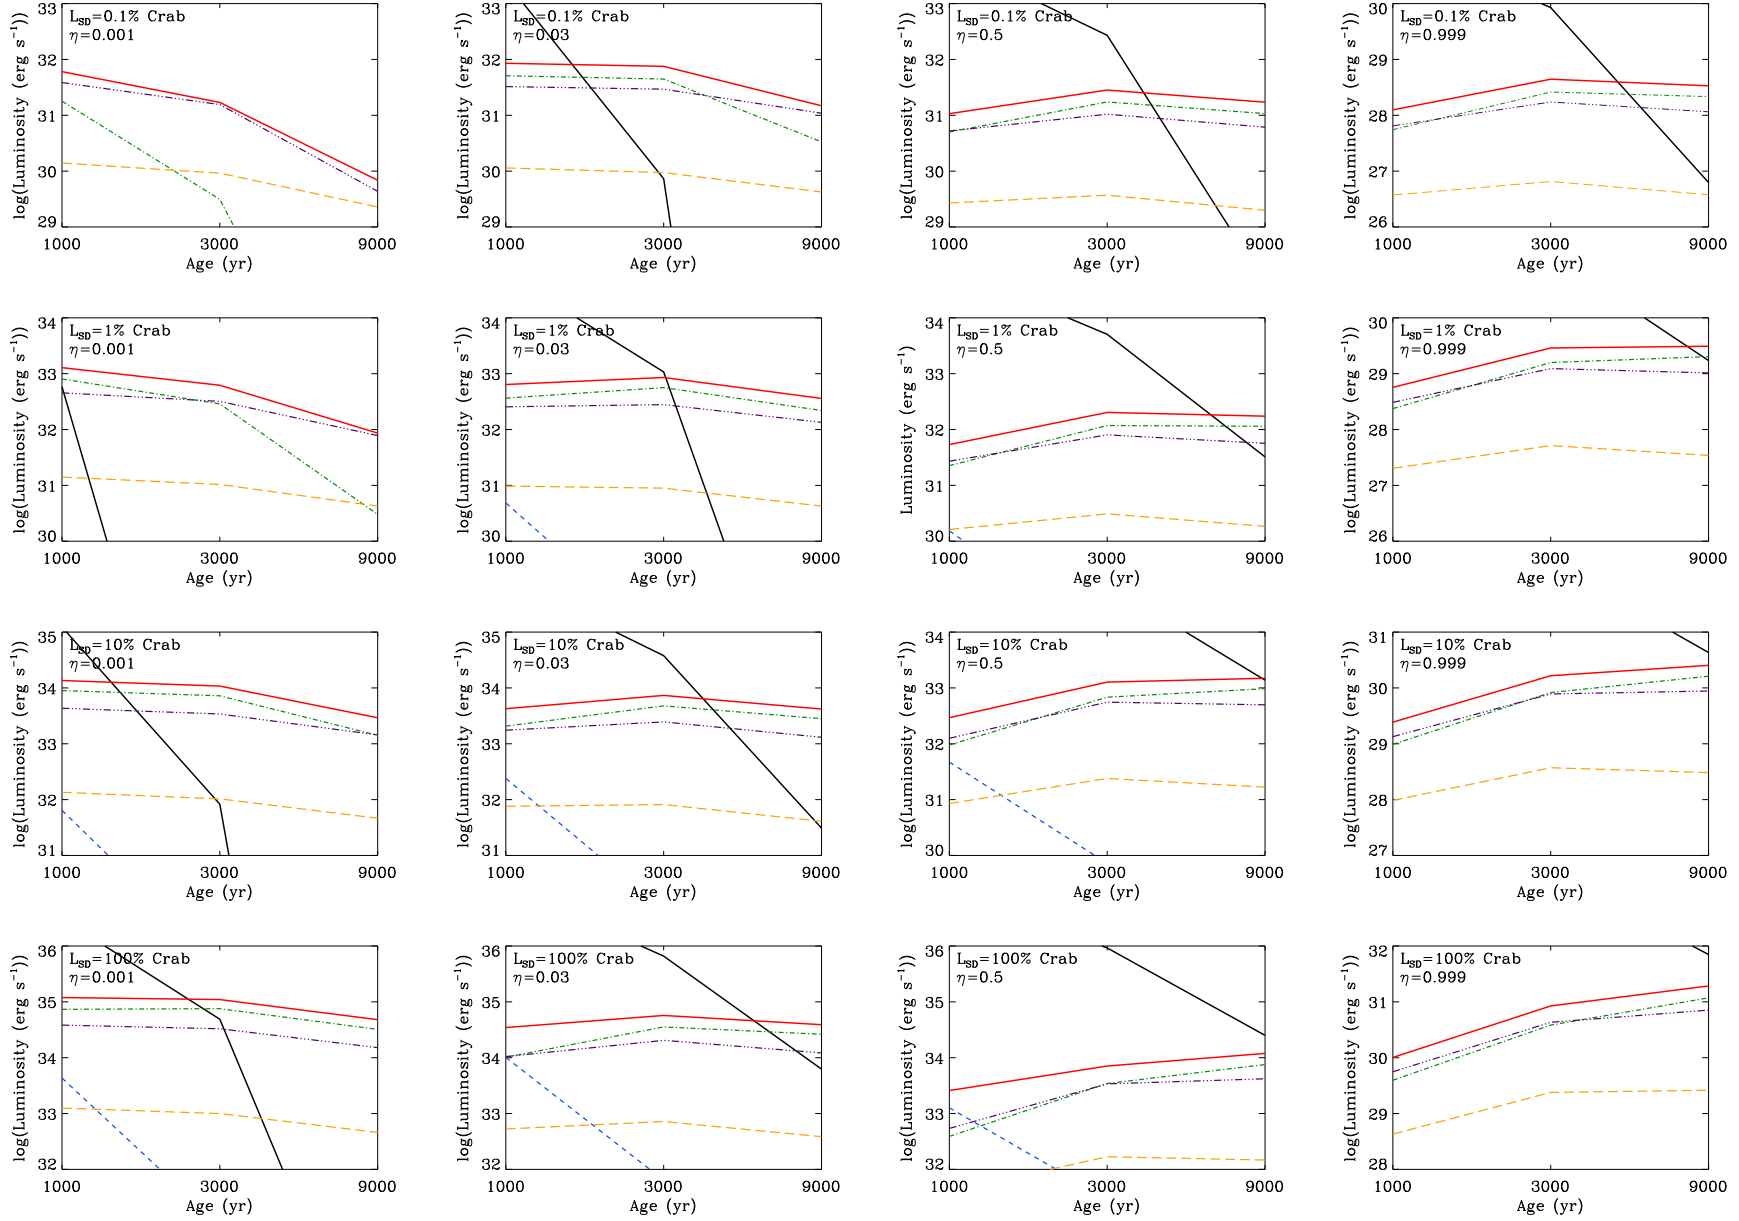 33
32
31
30
29
log(Luminosity (erg s⁻¹))
L_SD=0.1% Crab
η=0.001
1000 3000 9000
Age (yr)
33
32
31
30
29
log(Luminosity (erg s⁻¹))
L_SD=0.1% Crab
η=0.03
1000 3000 9000
Age (yr)
33
32
31
30
29
log(Luminosity (erg s⁻¹))
L_SD=0.1% Crab
η=0.5
1000 3000 9000
Age (yr)
30
29
28
27
26
log(Luminosity (erg s⁻¹))
L_SD=0.1% Crab
η=0.999
1000 3000 9000
Age (yr)
34
33
32
31
30
log(Luminosity (erg s⁻¹))
L_SD=1% Crab
η=0.001
1000 3000 9000
Age (yr)
34
33
32
31
30
log(Luminosity (erg s⁻¹))
L_SD=1% Crab
η=0.03
1000 3000 9000
Age (yr)
34
33
32
31
30
Luminosity (erg s⁻¹)
L_SD=1% Crab
η=0.5
1000 3000 9000
Age (yr)
30
29
28
27
26
log(Luminosity (erg s⁻¹))
L_SD=1% Crab
η=0.999
1000 3000 9000
Age (yr)
35
34
33
32
31
log(Luminosity (erg s⁻¹))
L_SD=10% Crab
η=0.001
1000 3000 9000
Age (yr)
35
34
33
32
31
log(Luminosity (erg s⁻¹))
L_SD=10% Crab
η=0.03
1000 3000 9000
Age (yr)
34
33
32
31
30
log(Luminosity (erg s⁻¹))
L_SD=10% Crab
η=0.5
1000 3000 9000
Age (yr)
31
30
29
28
27
log(Luminosity (erg s⁻¹))
L_SD=10% Crab
η=0.999
1000 3000 9000
Age (yr)
36
35
34
33
32
log(Luminosity (erg s⁻¹))
L_SD=100% Crab
η=0.001
1000 3000 9000
Age (yr)
36
35
34
33
32
log(Luminosity (erg s⁻¹))
L_SD=100% Crab
η=0.03
1000 3000 9000
Age (yr)
36
35
34
33
32
log(Luminosity (erg s⁻¹))
L_SD=100% Crab
η=0.5
1000 3000 9000
Age (yr)
32
31
30
29
28
log(Luminosity (erg s⁻¹))
L_SD=100% Crab
η=0.999
1000 3000 9000
Age (yr)